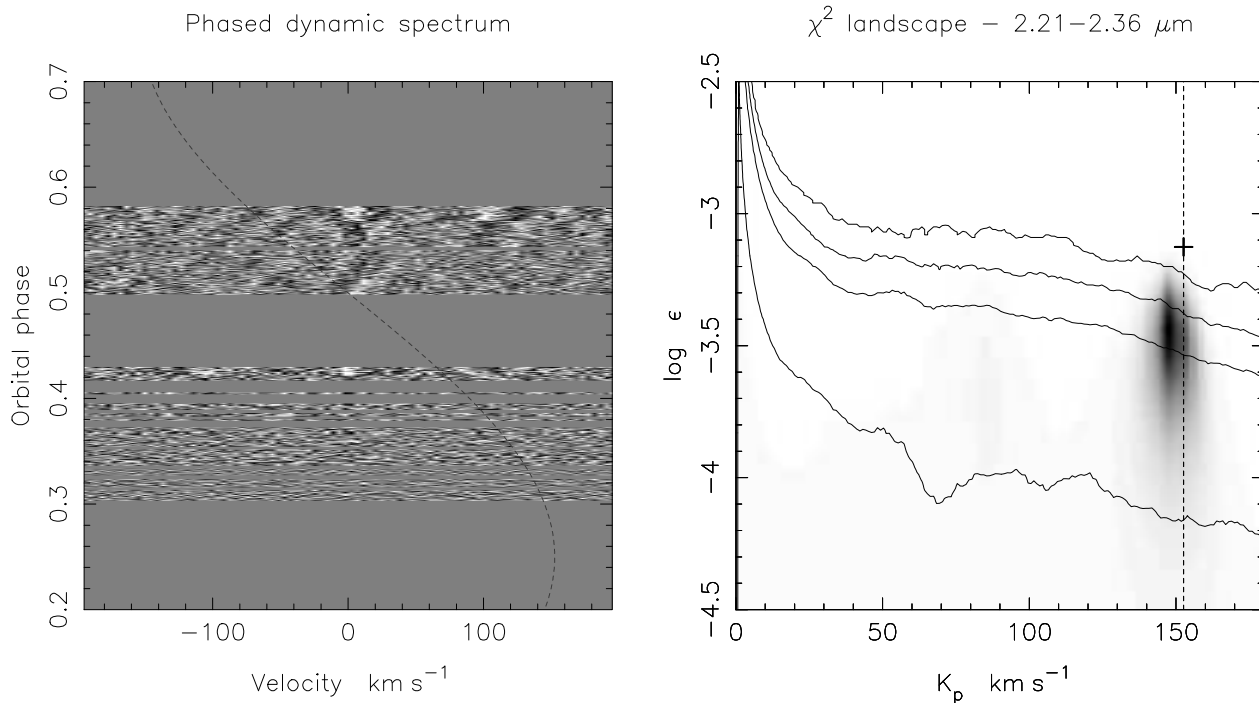 Phased dynamic spectrum
Orbital phase
0.7
0.6
0.5
0.4
0.3
0.2
−100 0 100
Velocity km s⁻¹
χ² landscape − 2.21−2.36 μm
log ϵ
−2.5
−3
−3.5
−4
−4.5
0 50 100 150
Kₚ km s⁻¹